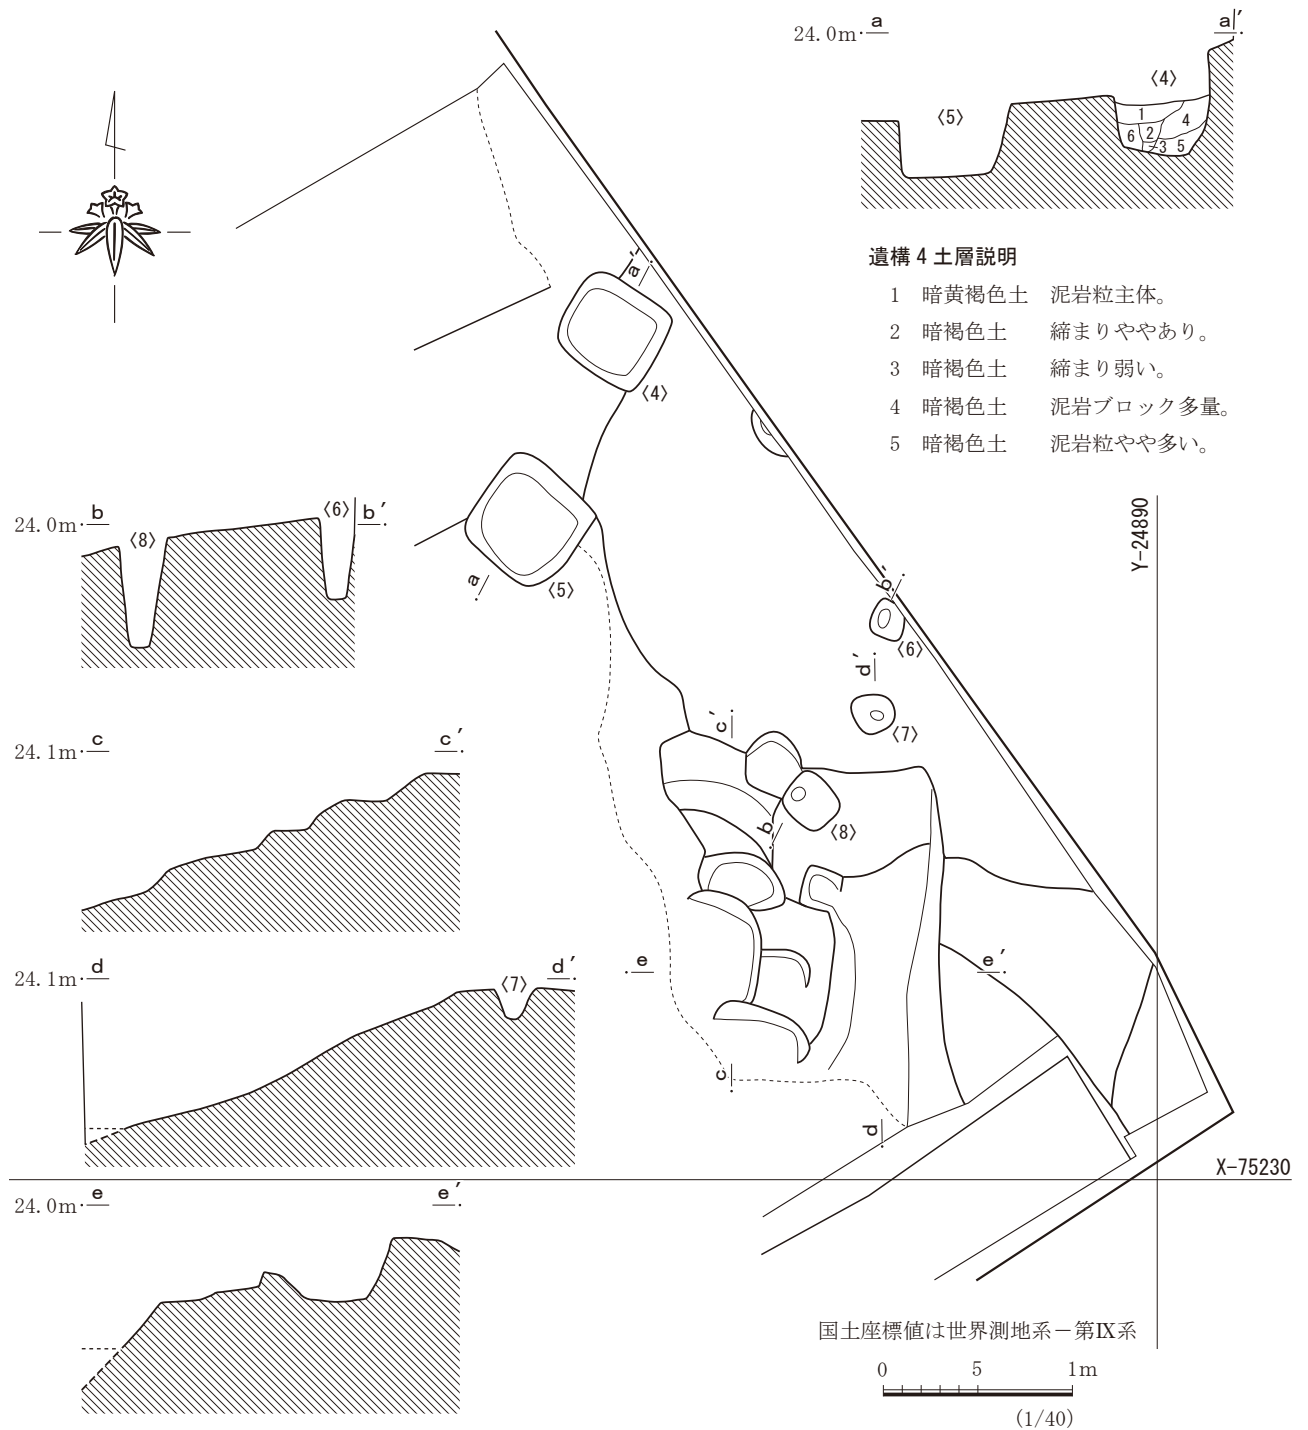 24.0m a a′
〈5〉 〈4〉
1 2 3 4 5 6
遺構 4 土層説明
1 暗黄褐色土 泥岩粒主体。
2 暗褐色土 締まりややあり。
3 暗褐色土 締まり弱い。
4 暗褐色土 泥岩ブロック多量。
5 暗褐色土 泥岩粒やや多い。
a′
〈4〉
a
〈5〉
24.0m b b′
〈8〉 〈6〉
Y-24890
b′
〈6〉
d′
〈7〉
c′
b
〈8〉
24.1m c c′
24.1m d d′
〈7〉
e e′
c
d
X-75230
24.0m e e′
国土座標値は世界測地系－第Ⅸ系
0 5 1m
(1/40)